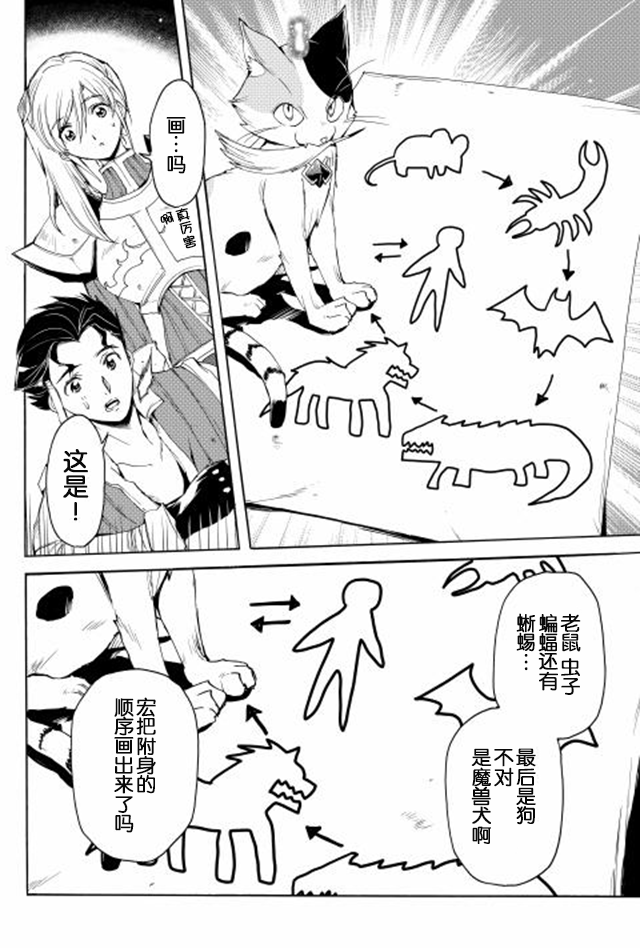 画…吗
真厉害
啊
这是！
老鼠 虫子
蝙蝠还有
蜥蜴…
最后是狗
不对
是魔兽犬啊
宏把附身的
顺序画出来了吗